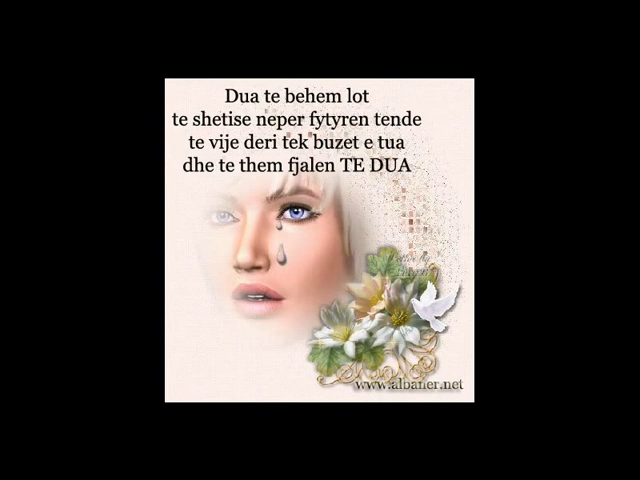 Dua te behem lot
te shetise neper fytyren tende
te vije deri tek buzet e tua
dhe te them fjalen TE DUA
www.albaner.net